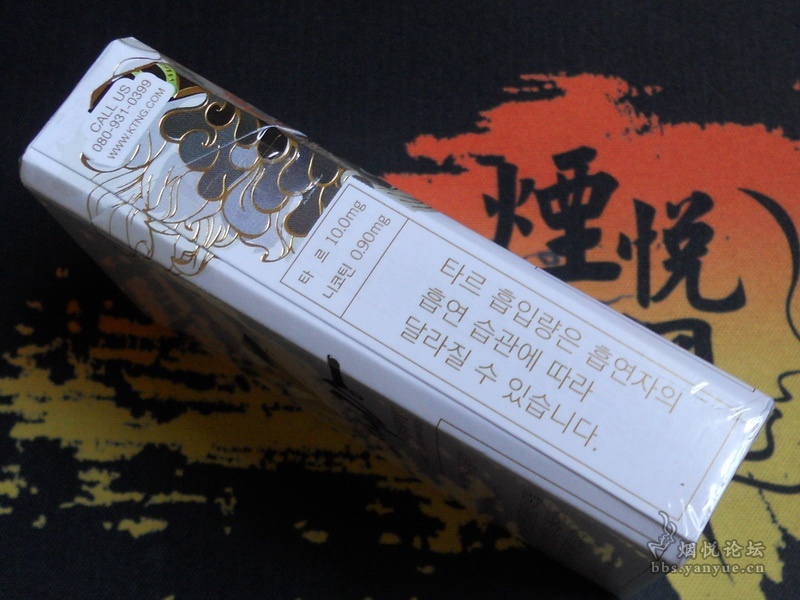 CALL US
080-931-0399
WWW.KTNG.COM
타 르 10.0mg
니코틴 0.90mg
타르 흡입량은 흡연자의
흡연 습관에 따라
달라질 수 있습니다.
煙悦
烟悦论坛
bbs.yanyue.cn